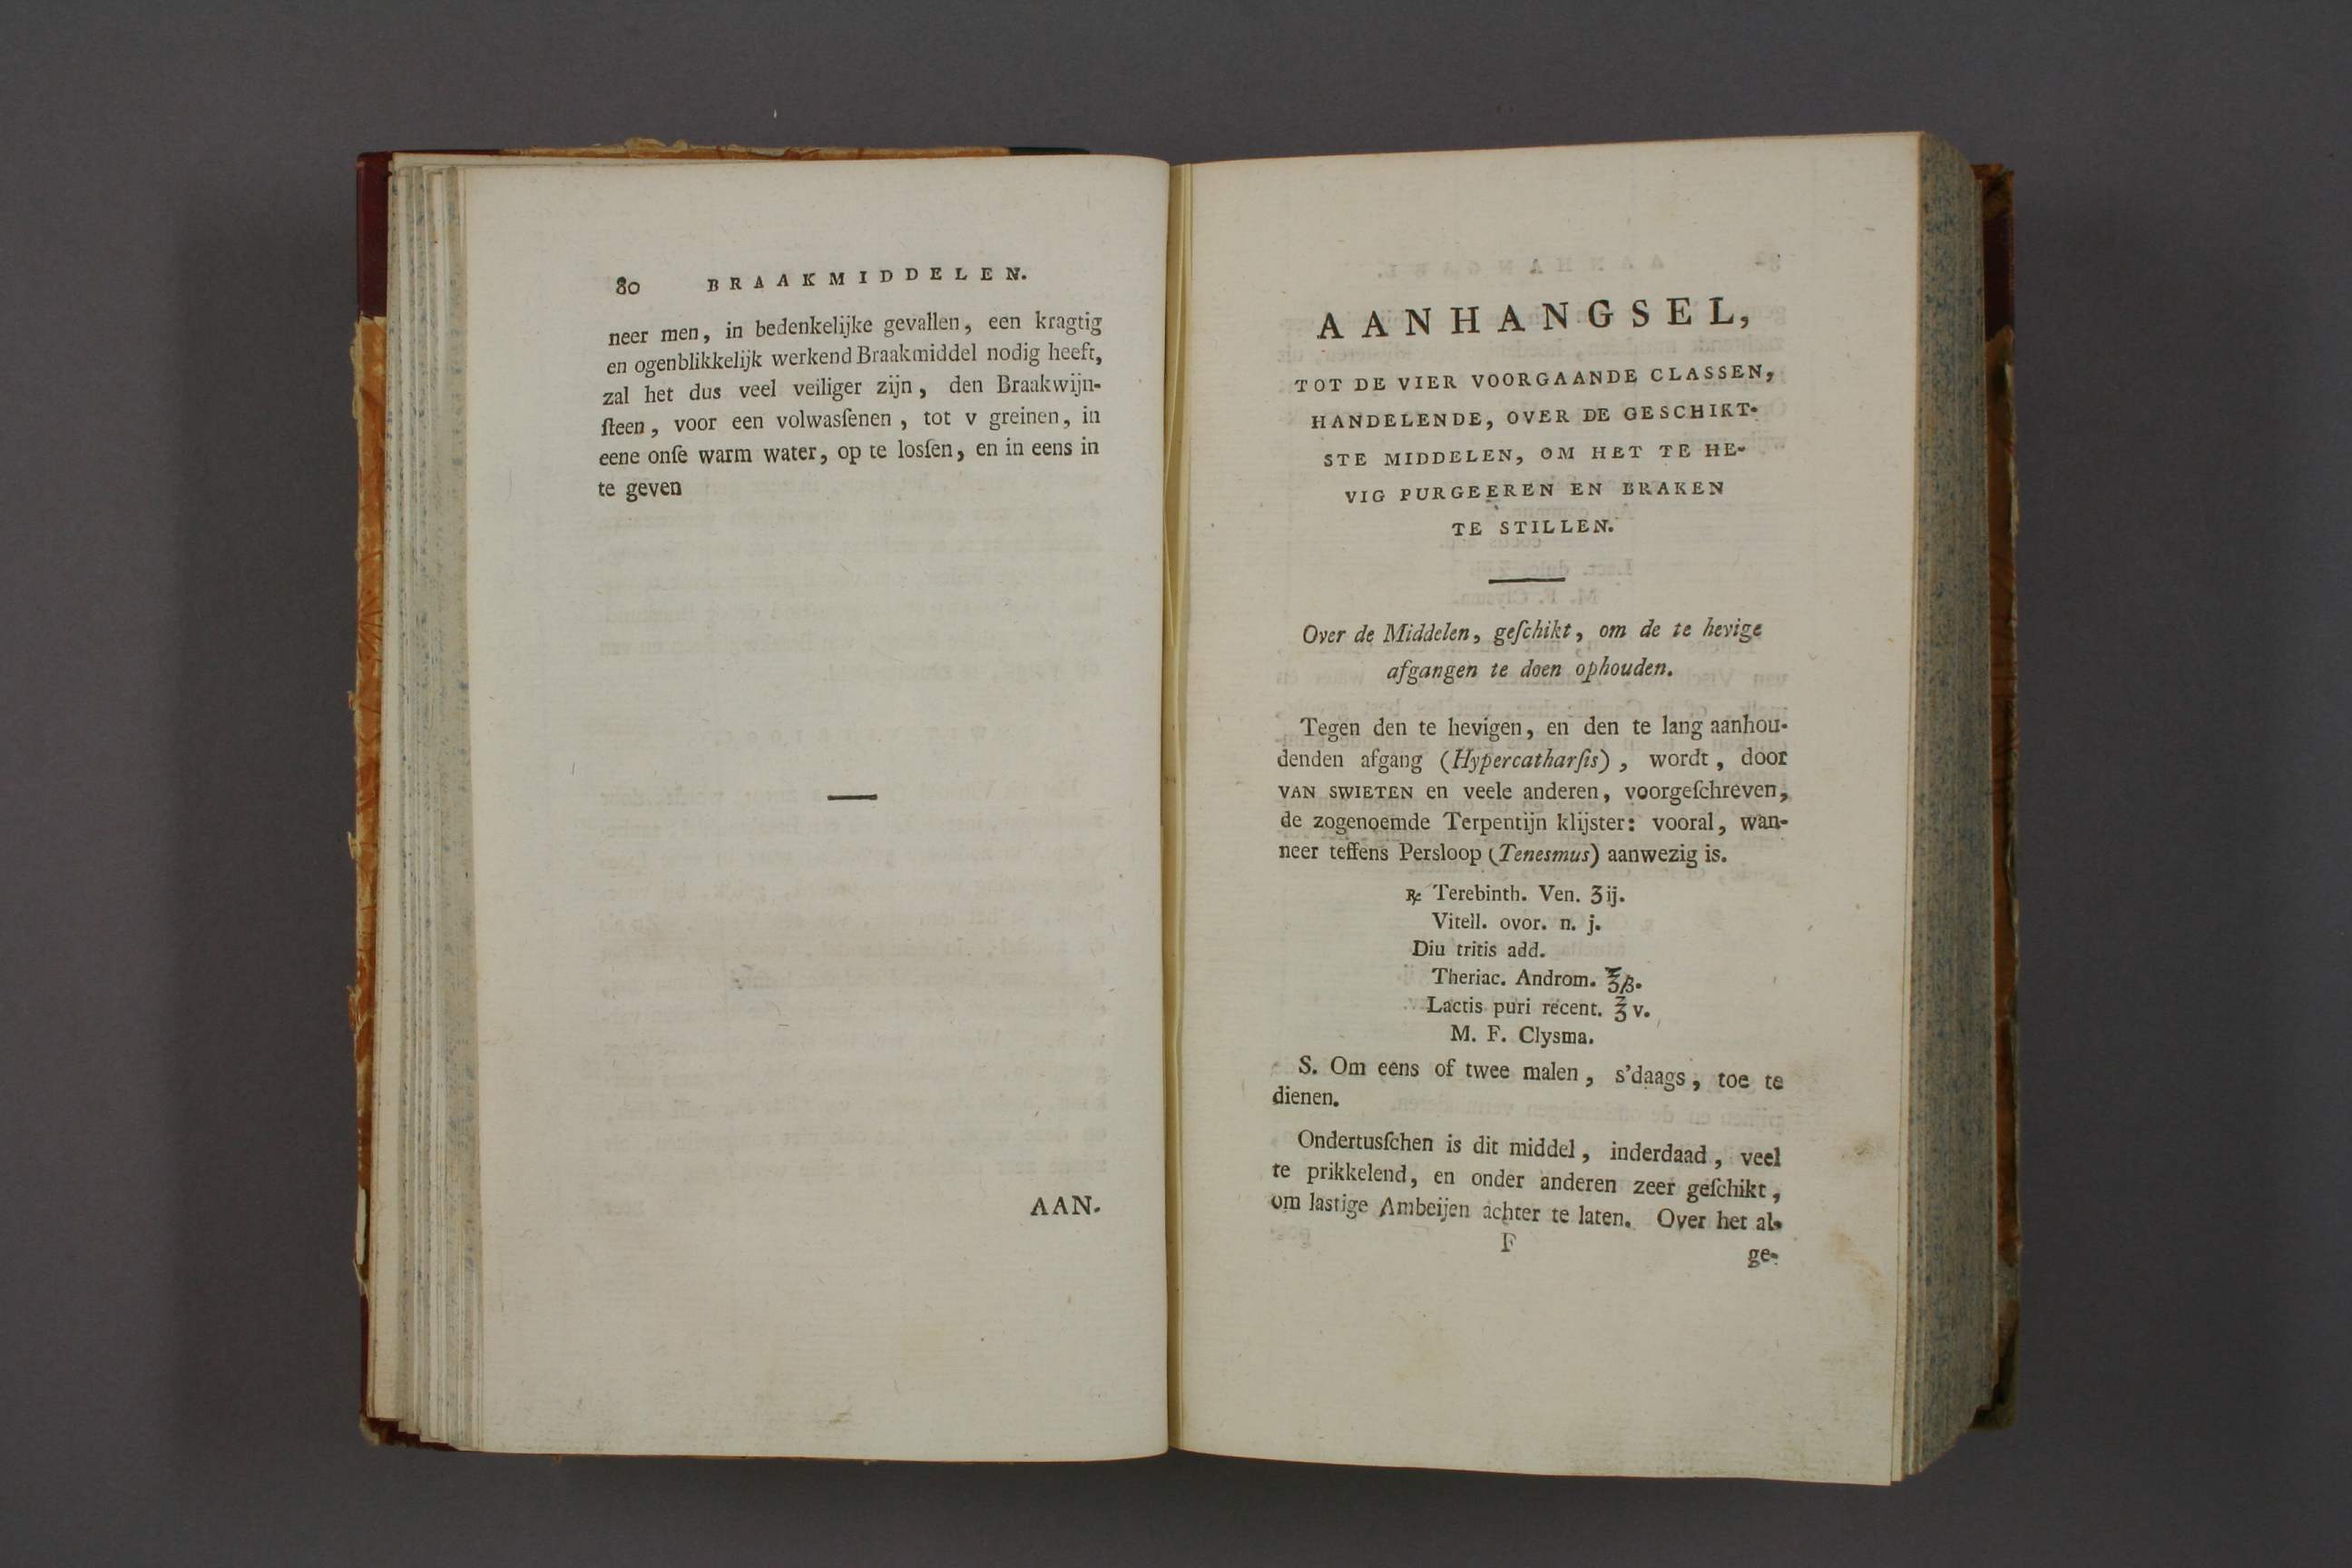 80 BRAAKMIDDELEN.
neer men, in bedenkelijke gevallen, een kragtig
en ogenblikkelijk werkend Braakmiddel nodig heeft,
zal het dus veel veiliger zijn, den Braakwijn-
ſteen, voor een volwasſenen, tot v greinen, in
eene onſe warm water, op te losſen, en in eens in
te geven
AAN-
AANHANGSEL,
TOT DE VIER VOORGAANDE CLASSEN,
HANDELENDE, OVER DE GESCHIKT-
STE MIDDELEN, OM HET TE HE-
VIG PURGEEREN EN BRAKEN
TE STILLEN.
Over de Middelen, geſchikt, om de te hevige
afgangen te doen ophouden.
Tegen den te hevigen, en den te lang aanhou-
denden afgang (Hypercatharſis), wordt, door
VAN SWIETEN en veele anderen, voorgeſchreven,
de zogenoemde Terpentijn klijster: vooral, wan-
neer teffens Persloop (Tenesmus) aanwezig is.
℞ Terebinth. Ven. ʒij.
Vitell. ovor. n. j.
Diu tritis add.
Theriac. Androm. ℥ß.
Lactis puri recent. ℥v.
M. F. Clysma.
S. Om eens of twee malen, s'daags, toe te
dienen.
Ondertusſchen is dit middel, inderdaad, veel
te prikkelend, en onder anderen zeer geſchikt,
om lastige Ambeijen achter te laten. Over het al-
F
ge-